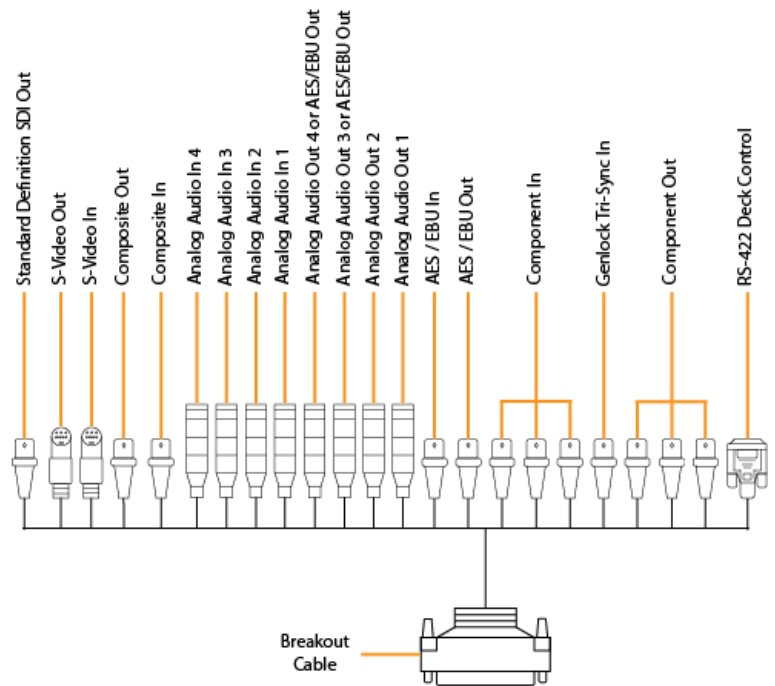 Standard Definition SDI Out
S-Video Out
S-Video In
Composite Out
Composite In
Analog Audio In 4
Analog Audio In 3
Analog Audio In 2
Analog Audio In 1
Analog Audio Out 4 or AES/EBU Out
Analog Audio Out 3 or AES/EBU Out
Analog Audio Out 2
Analog Audio Out 1
AES / EBU In
AES / EBU Out
Component In
Genlock Tri-Sync In
Component Out
RS-422 Deck Control
Breakout
Cable